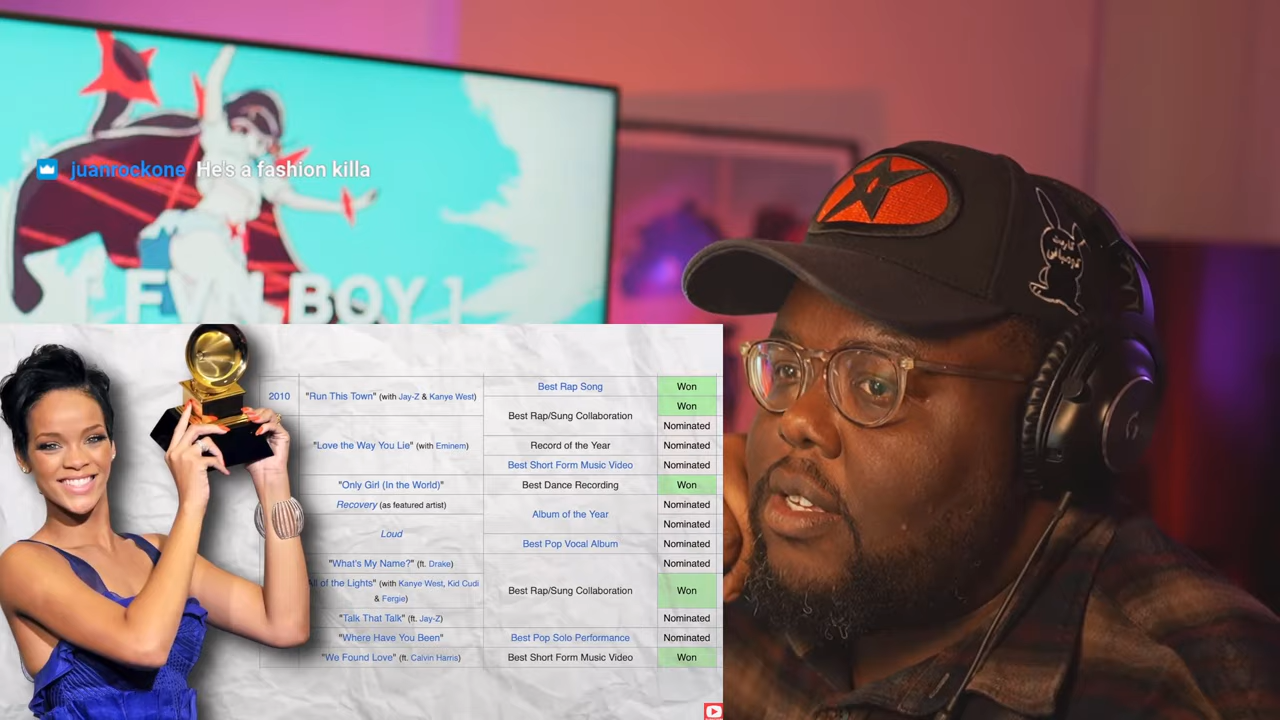 juanrockone He's a fashion killa
[ FVN BOY ]
2010
"Run This Town" (with Jay-Z & Kanye West)
Best Rap Song
Won
Best Rap/Sung Collaboration
Won
Nominated
"Love the Way You Lie" (with Eminem)
Record of the Year
Nominated
Best Short Form Music Video
Nominated
"Only Girl (In the World)"
Best Dance Recording
Won
Recovery (as featured artist)
Album of the Year
Nominated
Loud
Nominated
Best Pop Vocal Album
Nominated
"What's My Name?" (ft. Drake)
Best Rap/Sung Collaboration
Nominated
All of the Lights" (with Kanye West, Kid Cudi
& Fergie)
Won
"Talk That Talk" (ft. Jay-Z)
Nominated
"Where Have You Been"
Best Pop Solo Performance
Nominated
"We Found Love" (ft. Calvin Harris)
Best Short Form Music Video
Won